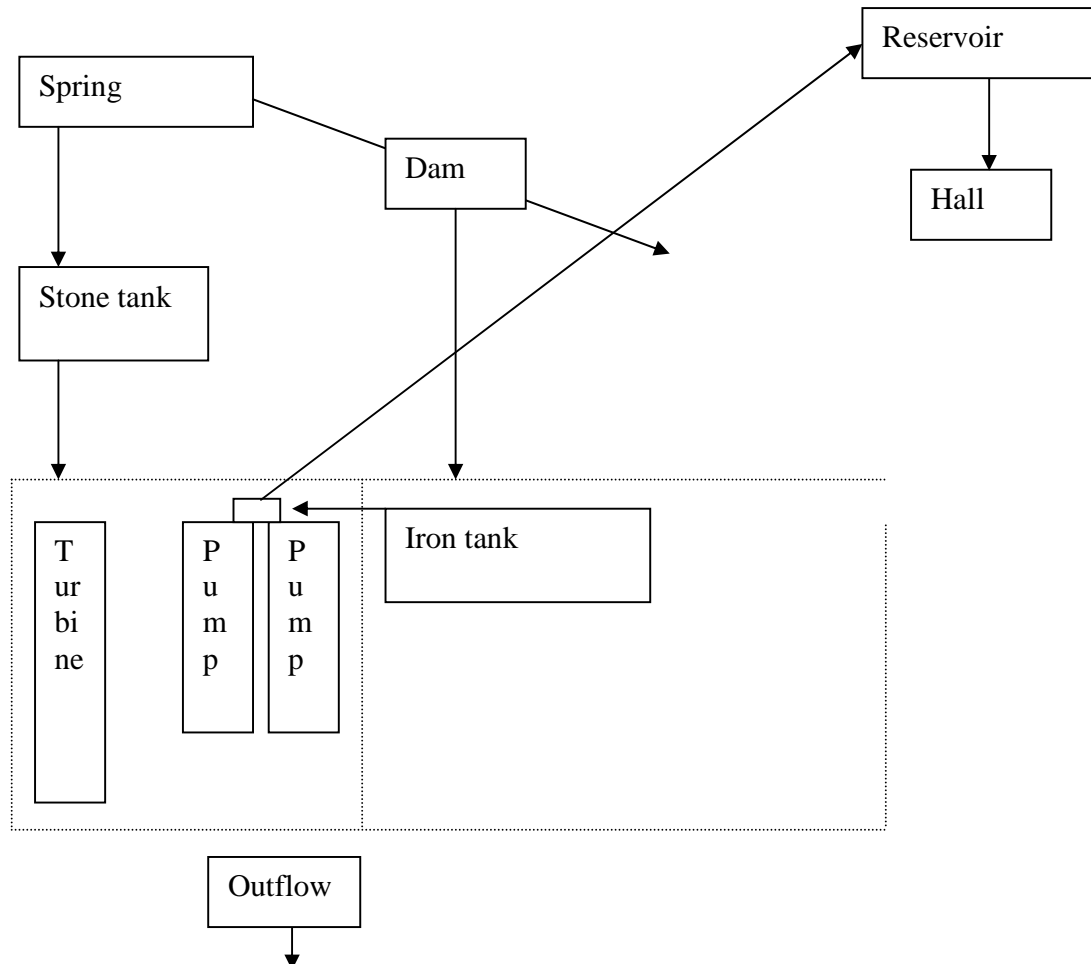 Reservoir
Spring
Dam
Hall
Stone tank
T
ur
bi
ne
P
u
m
p
P
u
m
p
Iron tank
Outflow